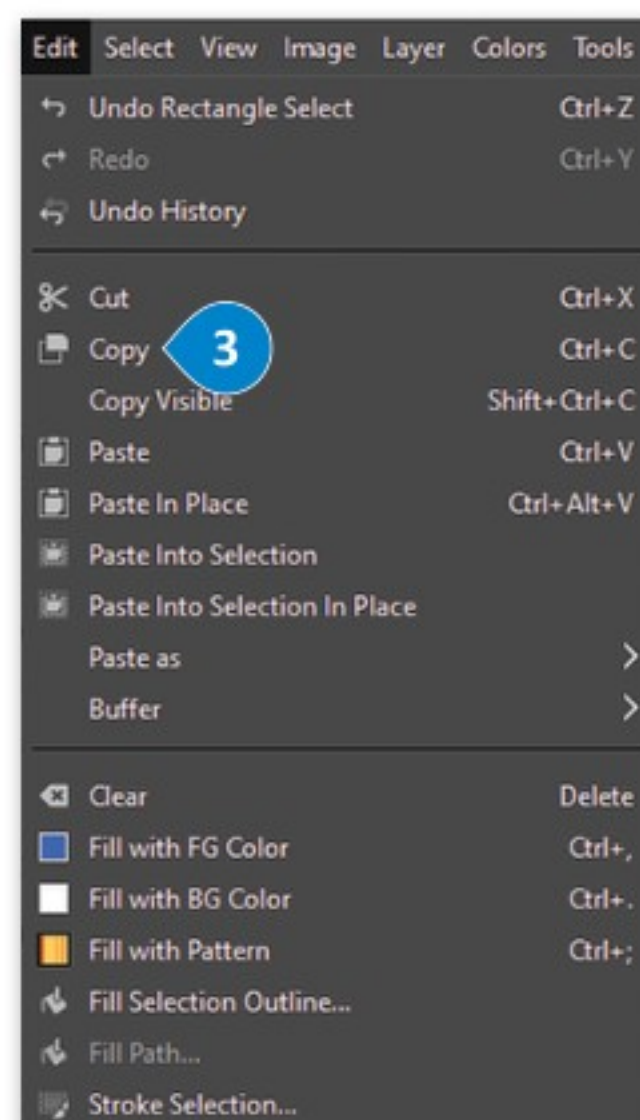 Edit Select View Image Layer Colors Tools
Undo Rectangle Select Ctrl+Z
Redo Ctrl+Y
Undo History
Cut Ctrl+X
Copy 3 Ctrl+C
Copy Visible Shift+Ctrl+C
Paste Ctrl+V
Paste In Place Ctrl+Alt+V
Paste Into Selection
Paste Into Selection In Place
Paste as
Buffer
Clear Delete
Fill with FG Color Ctrl+,
Fill with BG Color Ctrl+.
Fill with Pattern Ctrl+;
Fill Selection Outline...
Fill Path...
Stroke Selection...